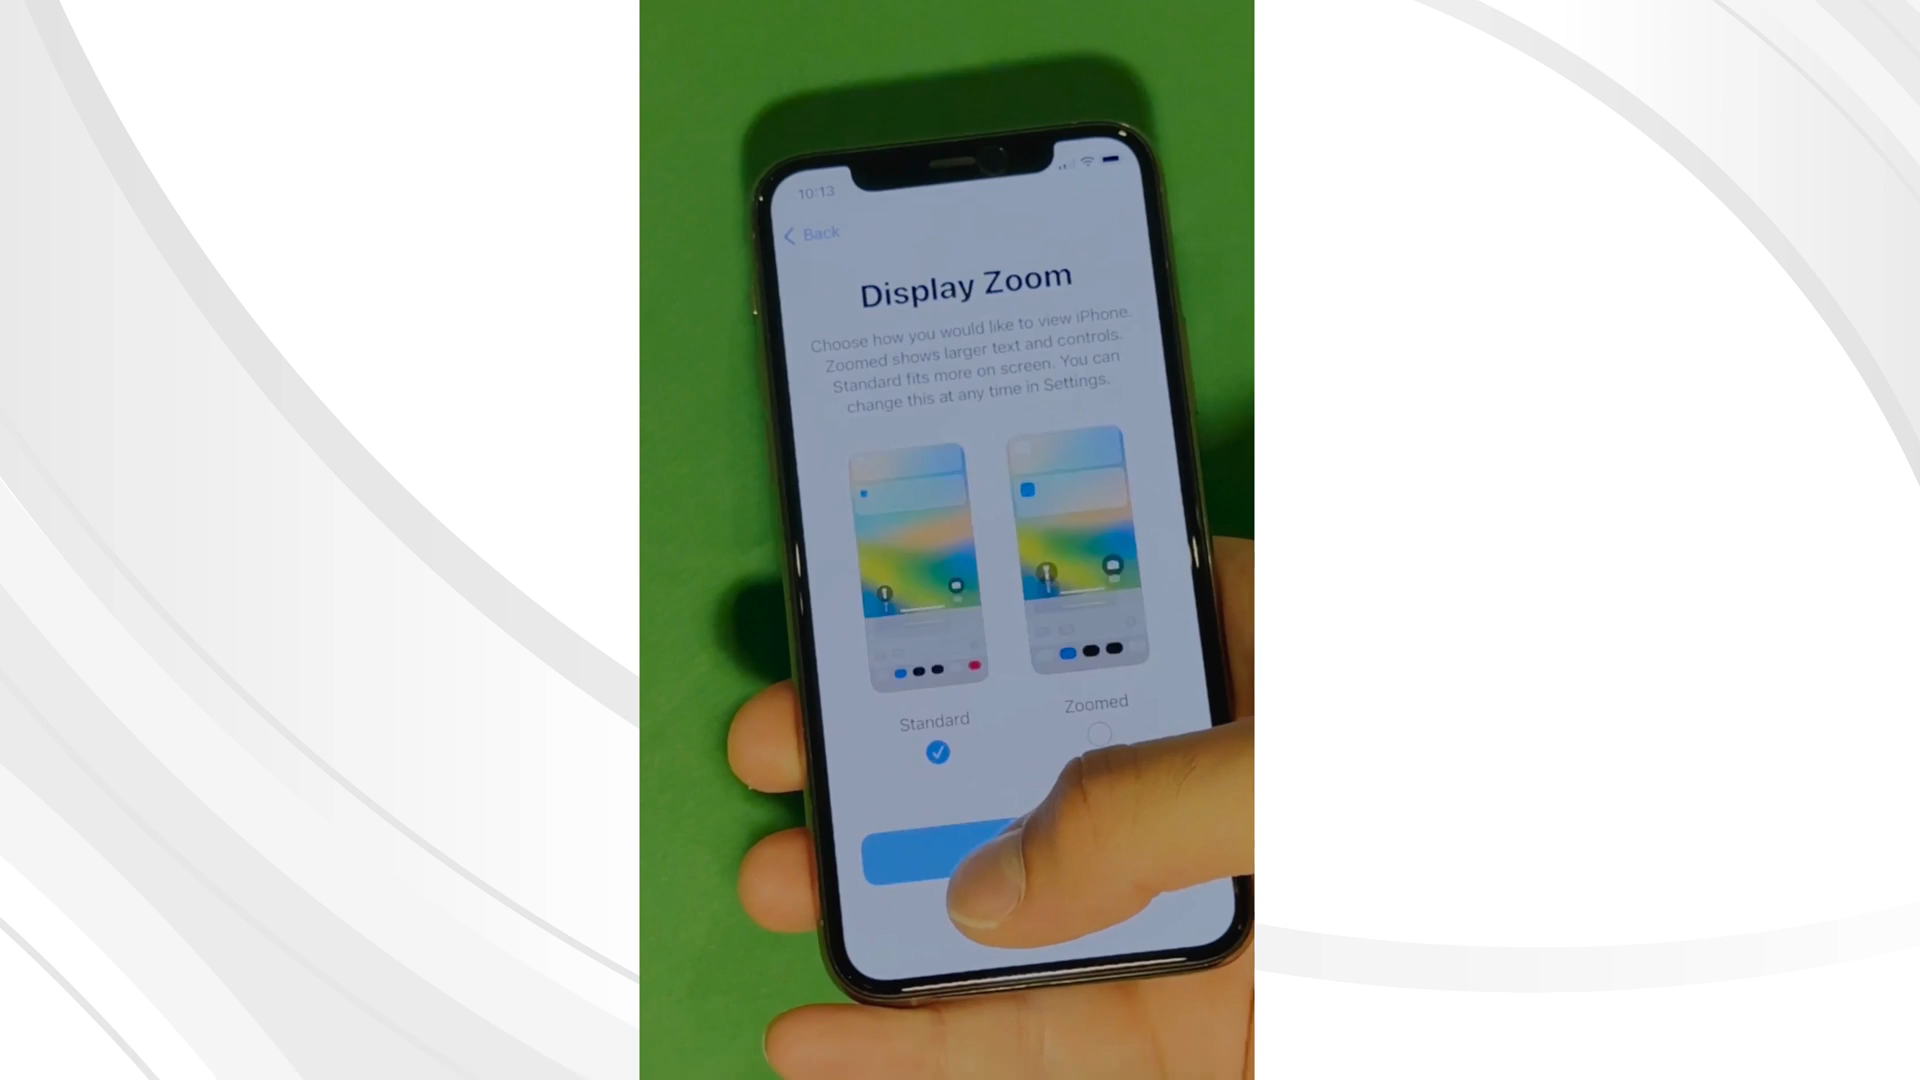 10:13
Back
Display Zoom
Choose how you would like to view iPhone.
Zoomed shows larger text and controls.
Standard fits more on screen. You can
change this at any time in Settings.
Standard
Zoomed